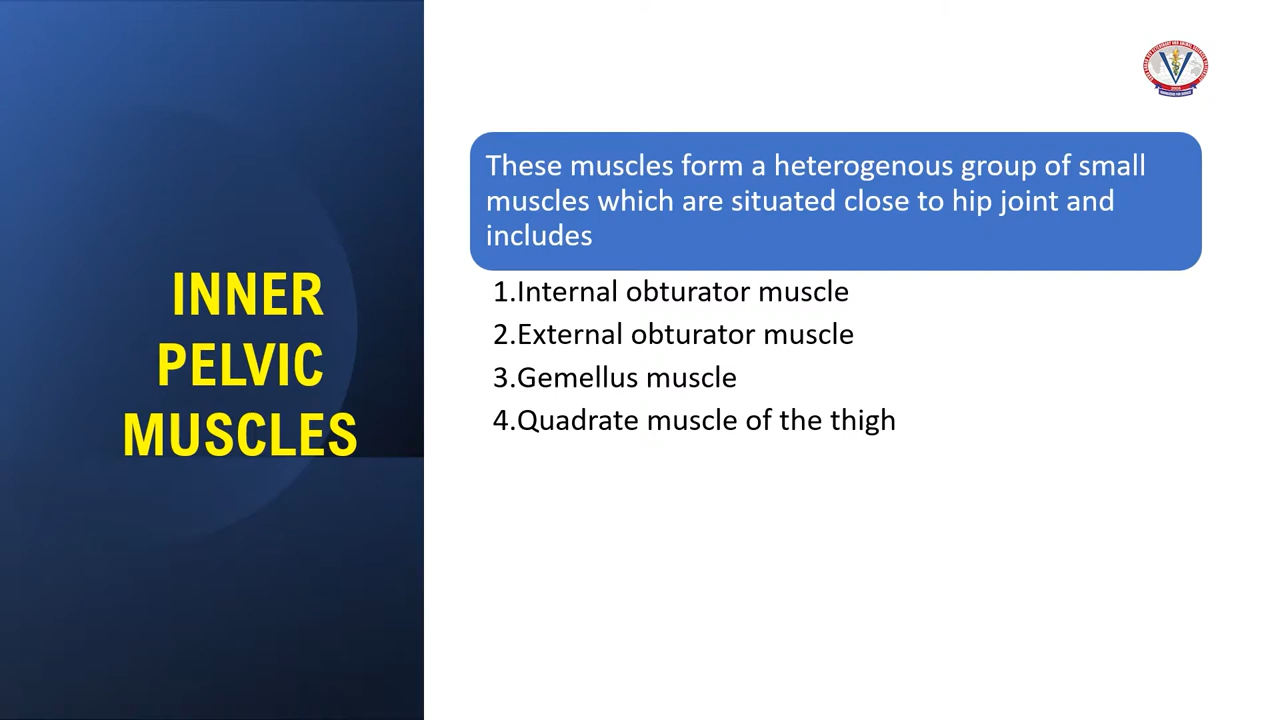 INNER
PELVIC
MUSCLES
These muscles form a heterogenous group of small
muscles which are situated close to hip joint and
includes
1.Internal obturator muscle
2.External obturator muscle
3.Gemellus muscle
4.Quadrate muscle of the thigh